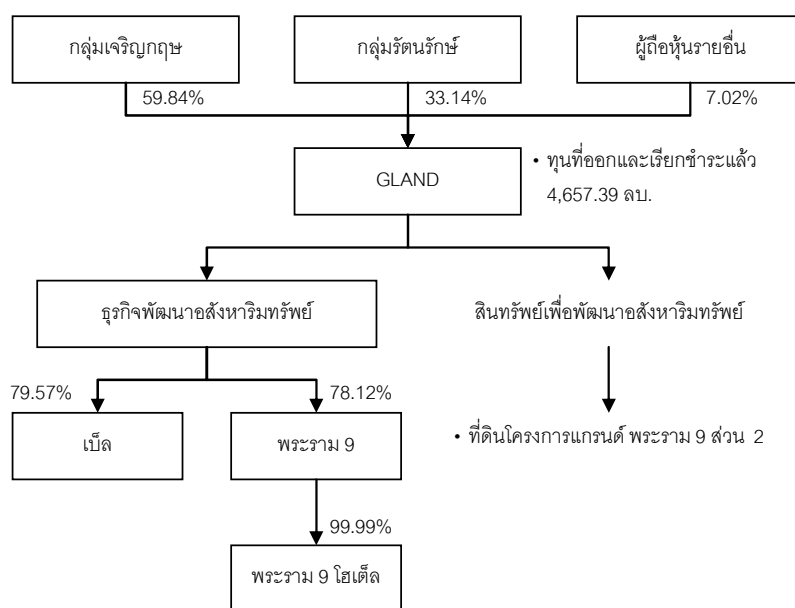 กลุ่มเจริญกฤษ
กลุ่มรัตนรักษ์
ผู้ถือหุ้นรายอื่น
59.84%
33.14%
7.02%
GLAND
• ทุนที่ออกและเรียกชำระแล้ว
4,657.39 ลบ.
ธุรกิจพัฒนาอสังหาริมทรัพย์
สินทรัพย์เพื่อพัฒนาอสังหาริมทรัพย์
79.57%
78.12%
เบ็ล
พระราม 9
• ที่ดินโครงการแกรนด์ พระราม 9 ส่วน 2
99.99%
พระราม 9 โฮเต็ล